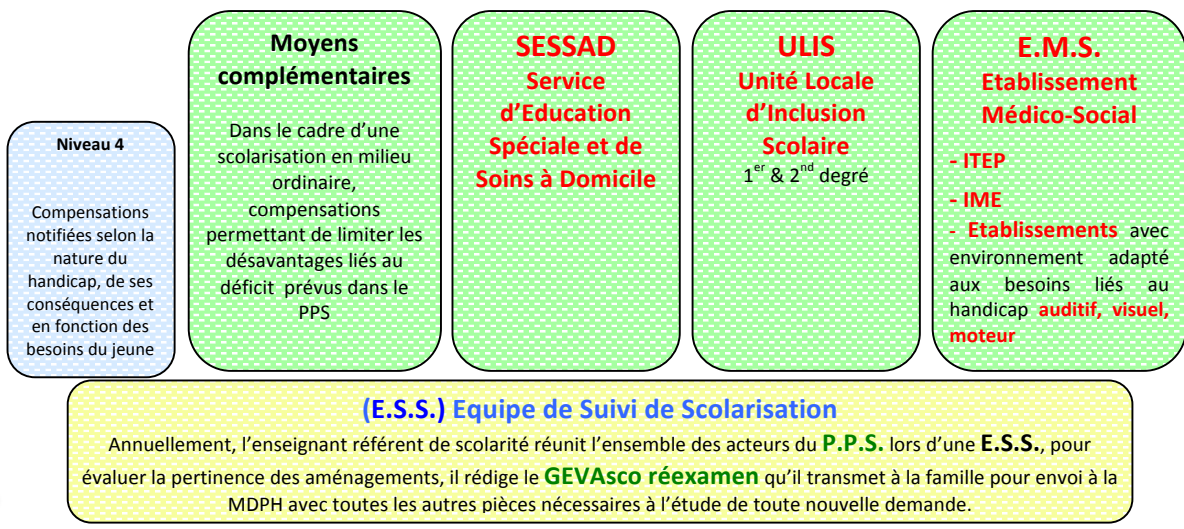 Niveau 4
Compensations
notifiées selon la
nature du
handicap, de ses
conséquences et
en fonction des
besoins du jeune
Moyens
complémentaires
Dans le cadre d’une
scolarisation en milieu
ordinaire,
compensations
permettant de limiter les
désavantages liés au
déficit prévus dans le
PPS
SESSAD
Service
d’Education
Spéciale et de
Soins à Domicile
ULIS
Unité Locale
d’Inclusion
Scolaire
1er & 2nd degré
E.M.S.
Etablissement
Médico-Social
- ITEP
- IME
- Etablissements avec
environnement adapté
aux besoins liés au
handicap auditif, visuel,
moteur
(E.S.S.) Equipe de Suivi de Scolarisation
Annuellement, l’enseignant référent de scolarité réunit l’ensemble des acteurs du P.P.S. lors d’une E.S.S., pour
évaluer la pertinence des aménagements, il rédige le GEVAsco réexamen qu’il transmet à la famille pour envoi à la
MDPH avec toutes les autres pièces nécessaires à l’étude de toute nouvelle demande.